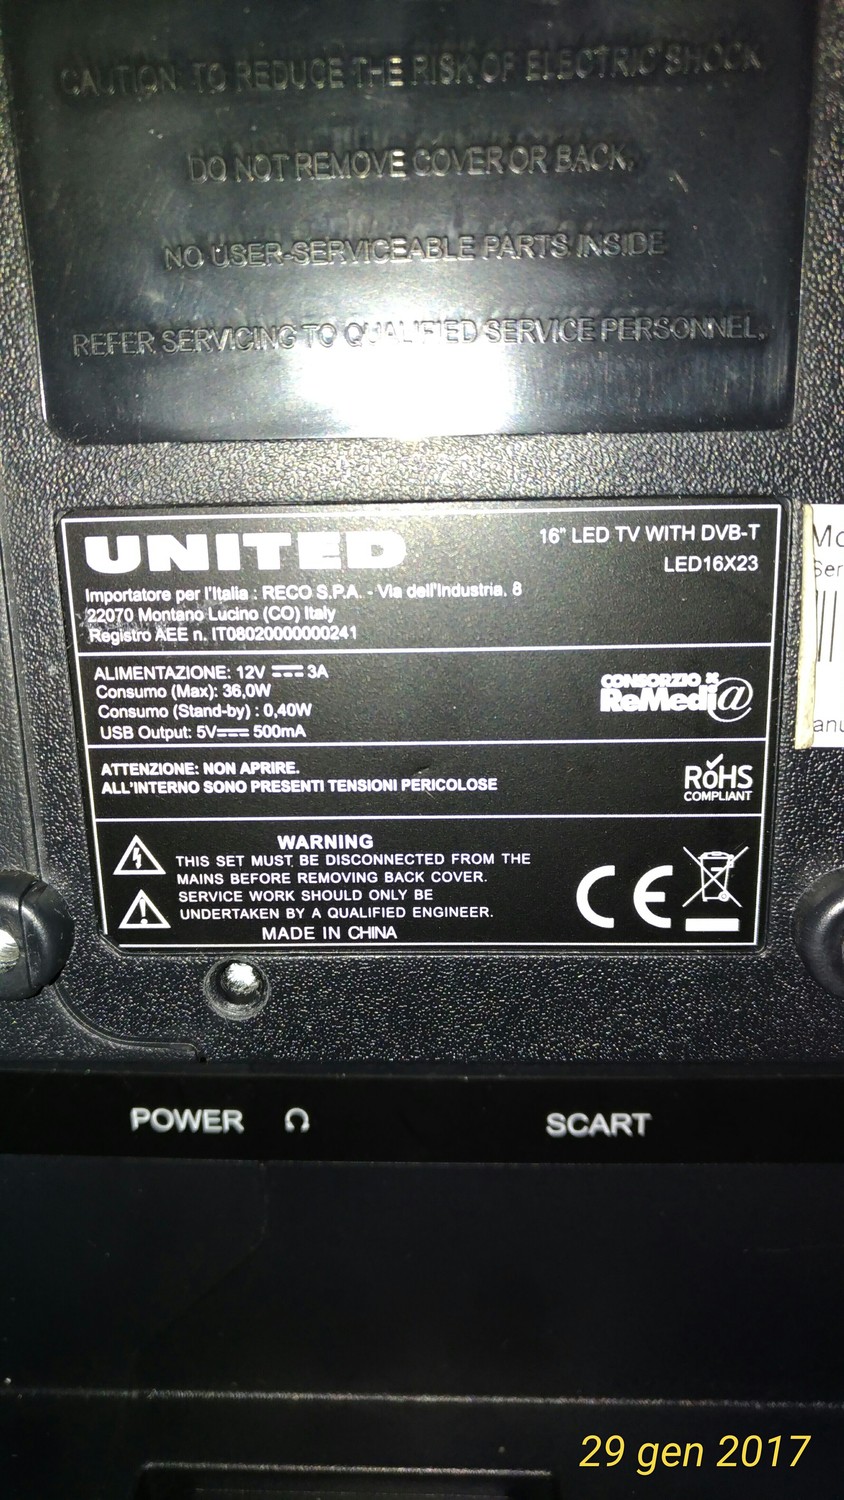 CAUTION: TO REDUCE THE RISK OF ELECTRIC SHOCK
DO NOT REMOVE COVER OR BACK.
NO USER-SERVICEABLE PARTS INSIDE
REFER SERVICING TO QUALIFIED SERVICE PERSONNEL.
UNITED
16" LED TV WITH DVB-T
LED16X23
Importatore per l'Italia : RECO S.P.A. - Via dell'Industria, 8
22070 Montano Lucino (CO) Italy
Registro AEE n. IT08020000000241
ALIMENTAZIONE: 12V 3A
Consumo (Max): 36,0W
Consumo (Stand-by) : 0,40W
USB Output: 5V 500mA
CONSORZIO
ReMedi@
ATTENZIONE: NON APRIRE.
ALL'INTERNO SONO PRESENTI TENSIONI PERICOLOSE
RoHS
COMPLIANT
WARNING
THIS SET MUST BE DISCONNECTED FROM THE
MAINS BEFORE REMOVING BACK COVER.
SERVICE WORK SHOULD ONLY BE
UNDERTAKEN BY A QUALIFIED ENGINEER.
MADE IN CHINA
CE
POWER
SCART
29 gen 2017